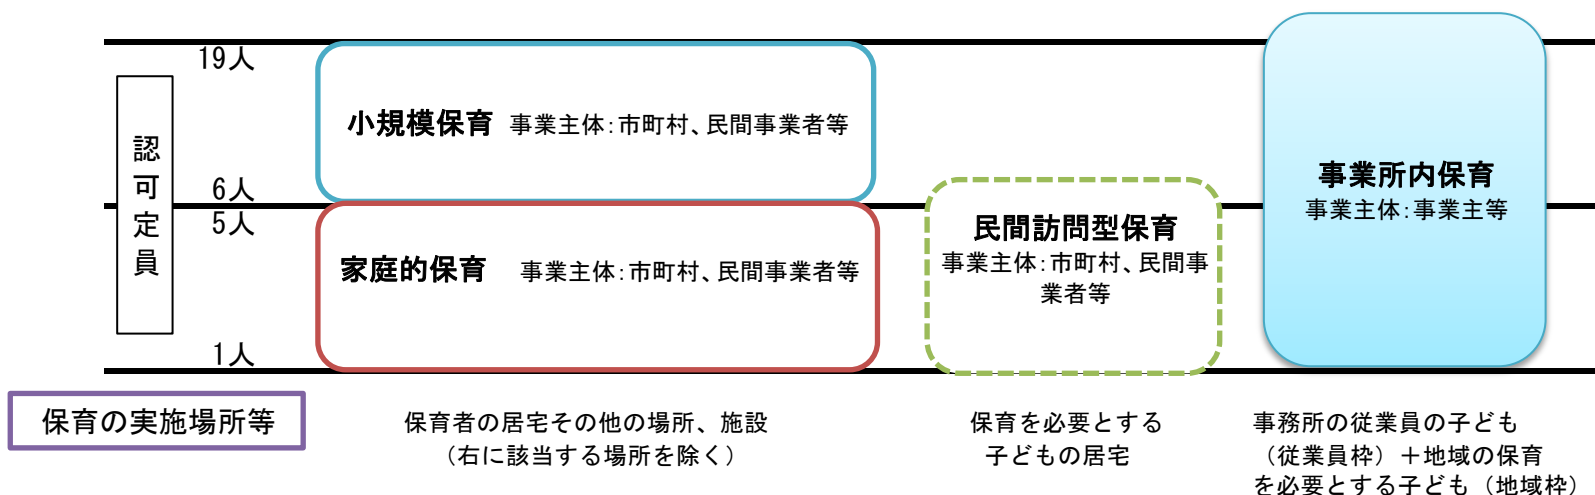 19人
認可定員
6人
5人
1人
小規模保育 事業主体:市町村、民間事業者等
家庭的保育 事業主体:市町村、民間事業者等
民間訪問型保育
事業主体:市町村、民間事
業者等
事業所内保育
事業主体:事業主等
保育の実施場所等
保育者の居宅その他の場所、施設
(右に該当する場所を除く)
保育を必要とする
子どもの居宅
事務所の従業員の子ども
(従業員枠)+地域の保育
を必要とする子ども(地域枠)